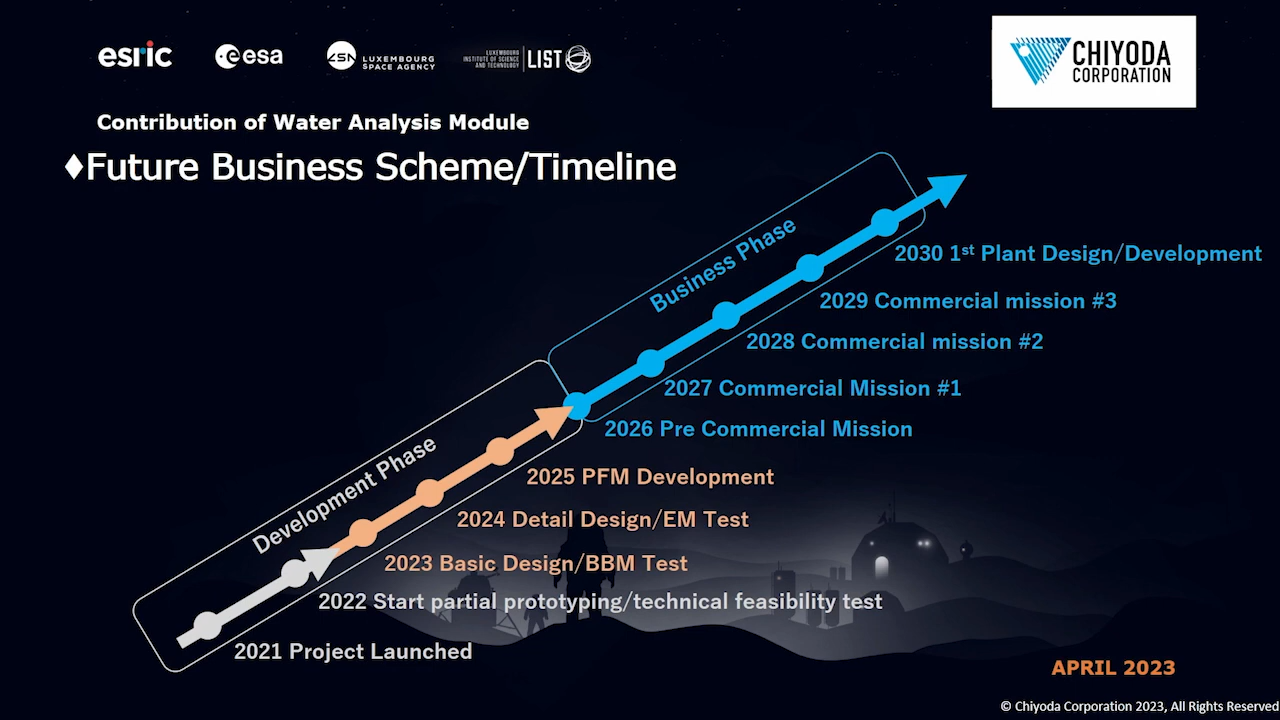 esric
esa
LSA LUXEMBOURG
SPACE AGENCY
LUXEMBOURG
INSTITUTE OF SCIENCE
AND TECHNOLOGY
LIST
CHIYODA
CORPORATION
Contribution of Water Analysis Module
♦Future Business Scheme/Timeline
Business Phase
2030 1st Plant Design/Development
2029 Commercial mission #3
2028 Commercial mission #2
2027 Commercial Mission #1
2026 Pre Commercial Mission
Development Phase
2025 PFM Development
2024 Detail Design/EM Test
2023 Basic Design/BBM Test
2022 Start partial prototyping/technical feasibility test
2021 Project Launched
APRIL 2023
© Chiyoda Corporation 2023, All Rights Reserved